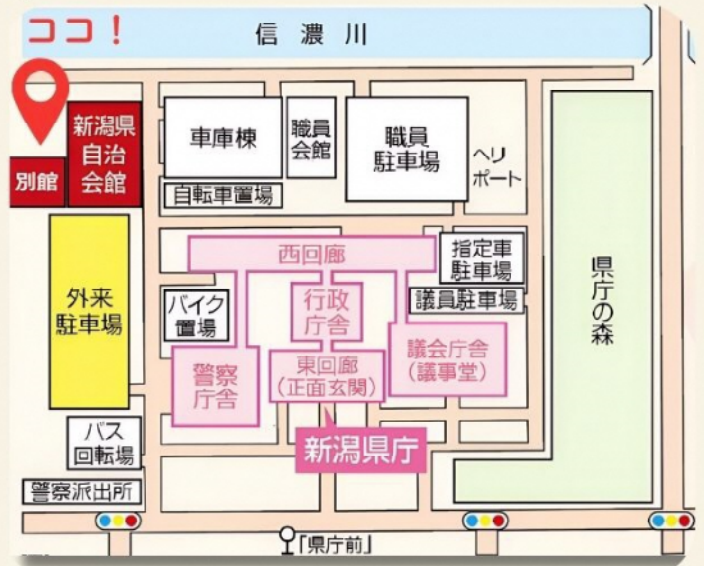 ココ！
信濃川
新潟県
自治
会館
別館
車庫棟
職員
会館
職員
駐車場
ヘリ
ポート
自転車置場
西回廊
指定車
駐車場
議員駐車場
外来
駐車場
バイク
置場
行政
庁舎
県庁の森
警察
庁舎
東回廊
（正面玄関）
議会庁舎
（議事堂）
バス
回転場
新潟県庁
警察派出所
「県庁前」